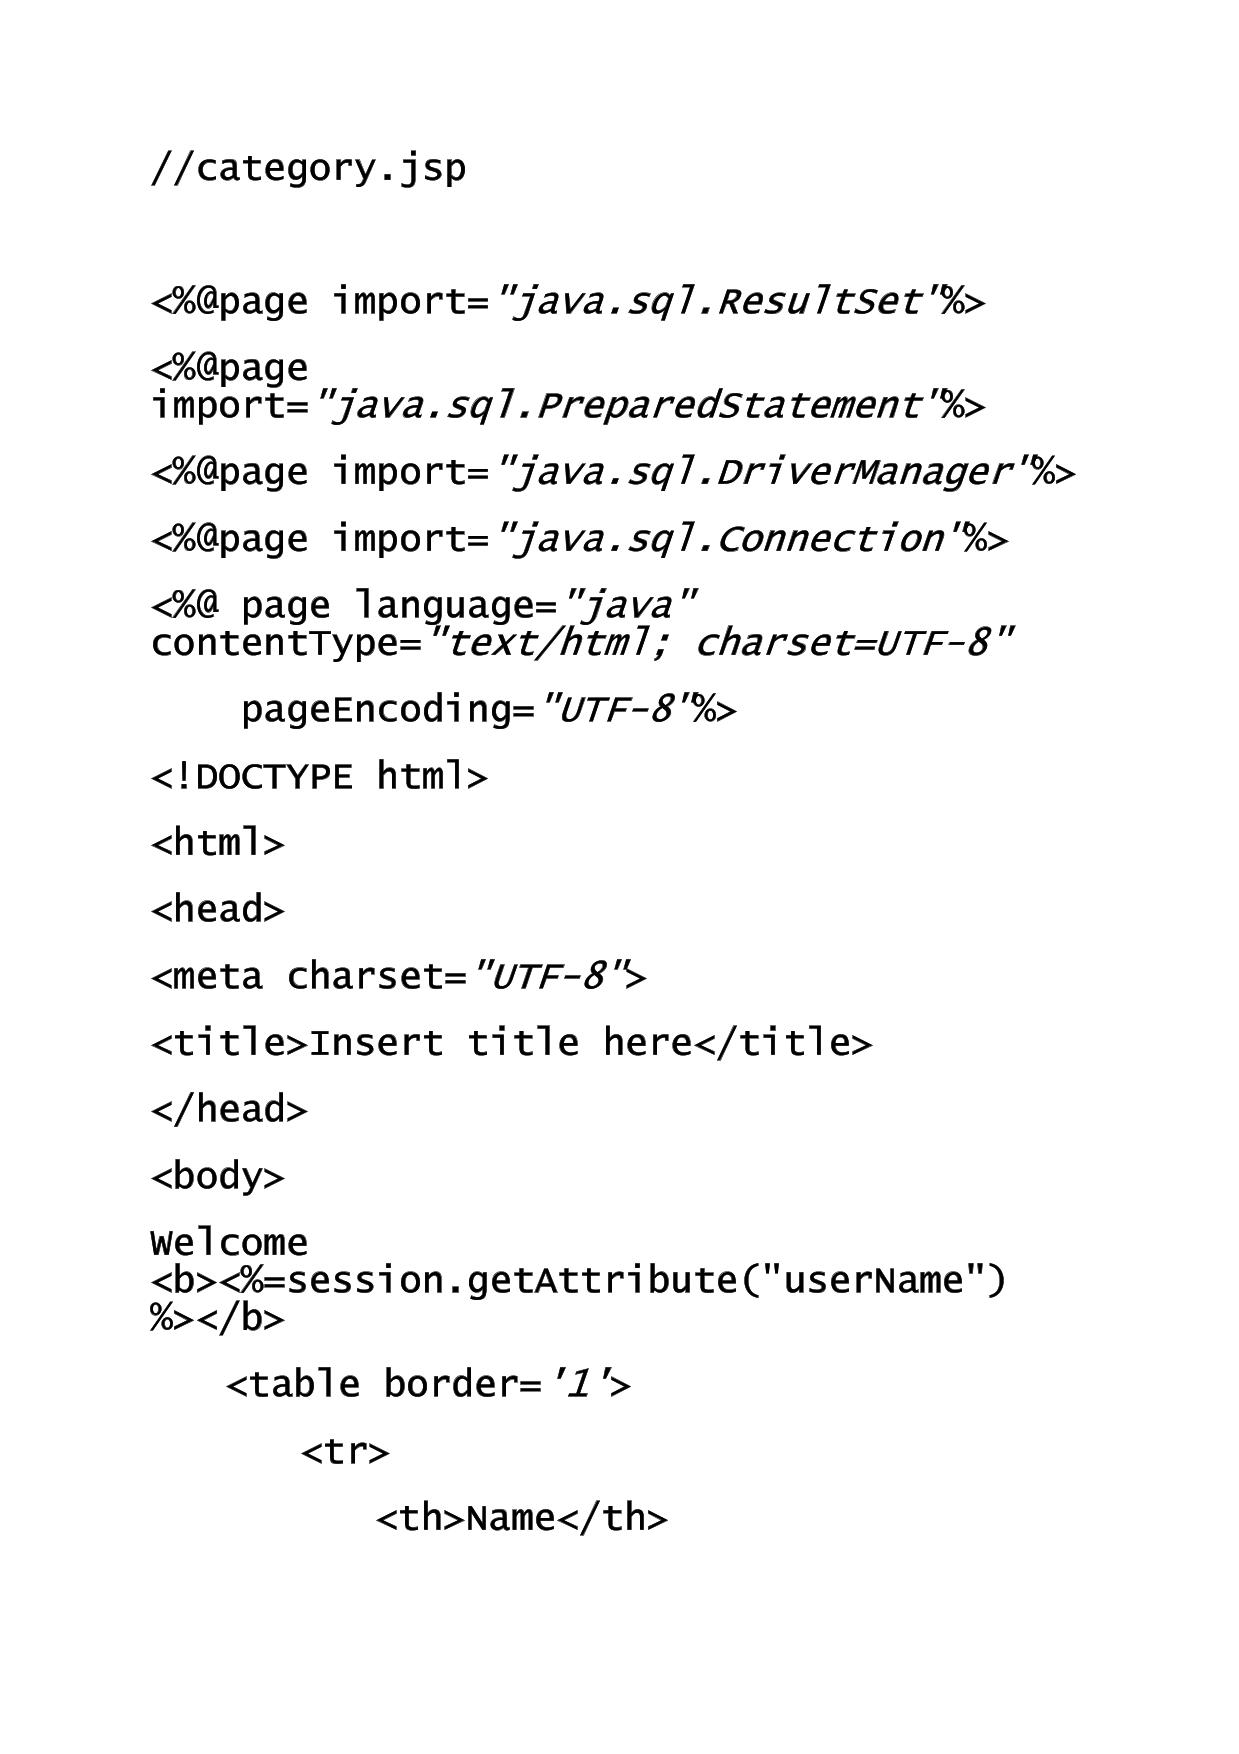 //category.jsp
<%@page import="java.sql.ResultSet"%>
<%@page
import="java.sql.PreparedStatement"%>
<%@page import="java.sql.DriverManager"%>
<%@page import="java.sql.Connection"%>
<%@ page language="java"
contentType="text/html; charset=UTF-8"
pageEncoding="UTF-8"%>
<!DOCTYPE html>
<html>
<head>
<meta charset="UTF-8">
<title>Insert title here</title>
</head>
<body>
Welcome
<b><%=session.getAttribute("userName")
%></b>
<table border='1'>
<tr>
<th>Name</th>